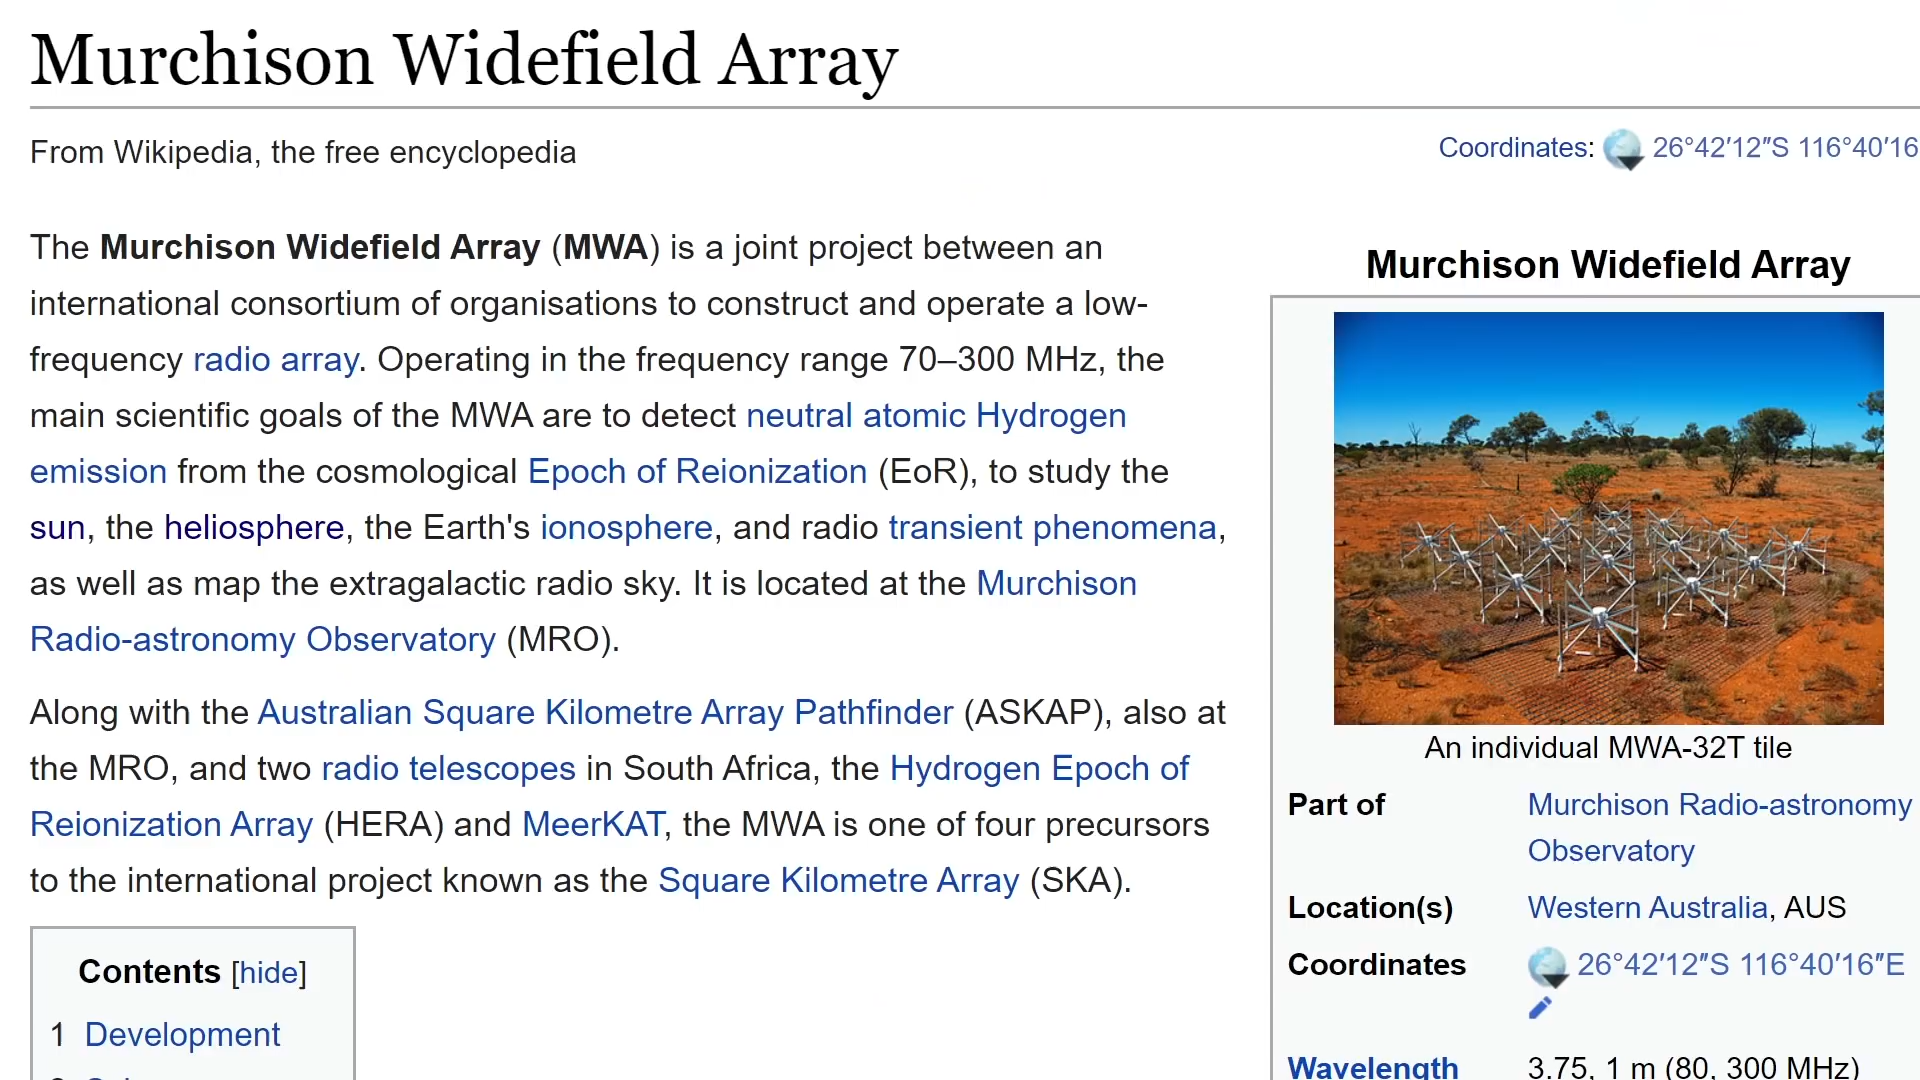 Murchison Widefield Array
From Wikipedia, the free encyclopedia
Coordinates: 26°42′12″S 116°40′16
The Murchison Widefield Array (MWA) is a joint project between an
international consortium of organisations to construct and operate a low-
frequency radio array. Operating in the frequency range 70–300 MHz, the
main scientific goals of the MWA are to detect neutral atomic Hydrogen
emission from the cosmological Epoch of Reionization (EoR), to study the
sun, the heliosphere, the Earth's ionosphere, and radio transient phenomena,
as well as map the extragalactic radio sky. It is located at the Murchison
Radio-astronomy Observatory (MRO).
Along with the Australian Square Kilometre Array Pathfinder (ASKAP), also at
the MRO, and two radio telescopes in South Africa, the Hydrogen Epoch of
Reionization Array (HERA) and MeerKAT, the MWA is one of four precursors
to the international project known as the Square Kilometre Array (SKA).
Contents [hide]
1 Development
Murchison Widefield Array
An individual MWA-32T tile
Part of Murchison Radio-astronomy
Observatory
Location(s) Western Australia, AUS
Coordinates 26°42′12″S 116°40′16″E
Wavelength 3.75, 1 m (80, 300 MHz)